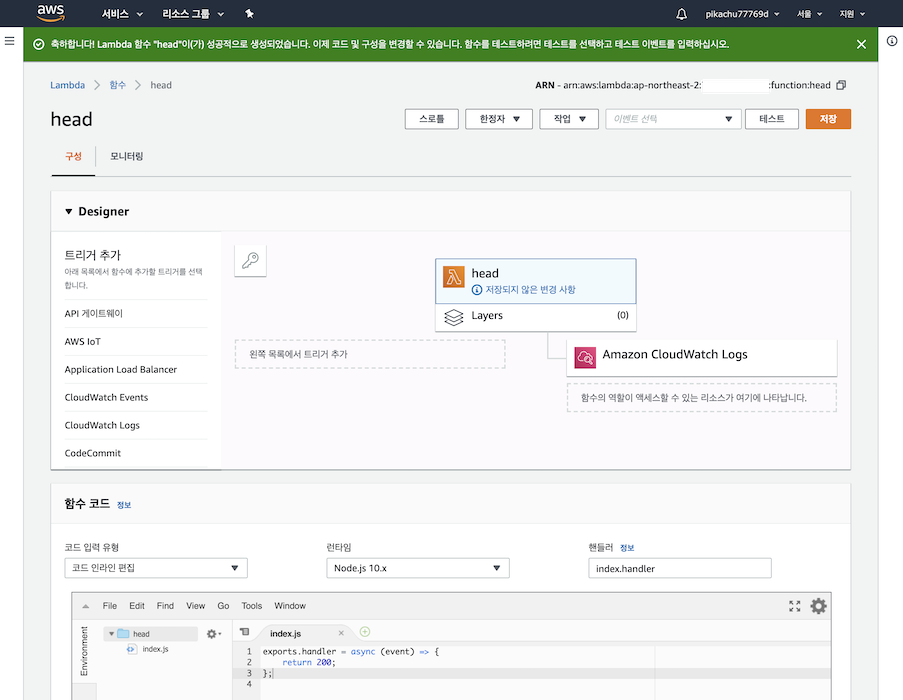 aws 서비스 리소스 그룹 pikachu77769d 서울 지원
축하합니다! Lambda 함수 "head"이(가) 성공적으로 생성되었습니다. 이제 코드 및 구성을 변경할 수 있습니다. 함수를 테스트하려면 테스트를 선택하고 테스트 이벤트를 입력하십시오.
Lambda > 함수 > head ARN - arn:aws:lambda:ap-northeast-2: :function:head
head 스로틀 한정자 작업 이벤트 선택 테스트 저장
구성 모니터링
Designer
트리거 추가
아래 목록에서 함수에 추가할 트리거를 선택
합니다.
API 게이트웨이
AWS IoT
Application Load Balancer
CloudWatch Events
CloudWatch Logs
CodeCommit
head
저장되지 않은 변경 사항
Layers (0)
왼쪽 목록에서 트리거 추가
Amazon CloudWatch Logs
함수의 역할이 액세스할 수 있는 리소스가 여기에 나타납니다.
함수 코드 정보
코드 입력 유형 런타임 핸들러 정보
코드 인라인 편집 Node.js 10.x index.handler
File Edit Find View Go Tools Window
Environment
head
index.js
index.js
1 exports.handler = async (event) => {
2 return 200;
3 };
4